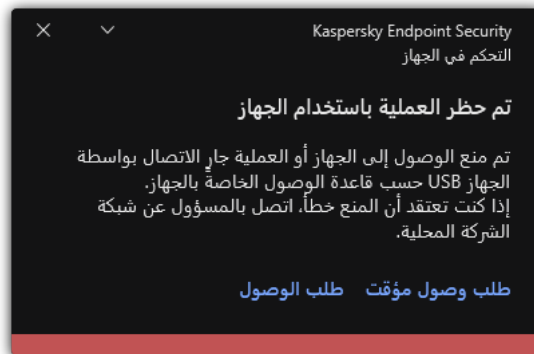 Kaspersky Endpoint Security
التحكم في الجهاز
تم حظر العملية باستخدام الجهاز
تم منع الوصول إلى الجهاز أو العملية جارٍ الاتصال بواسطة
الجهاز USB حسب قاعدة الوصول الخاصة بالجهاز.
إذا كنت تعتقد أن المنع خطأ، اتصل بالمسؤول عن شبكة
الشركة المحلية.
طلب وصول مؤقت طلب الوصول